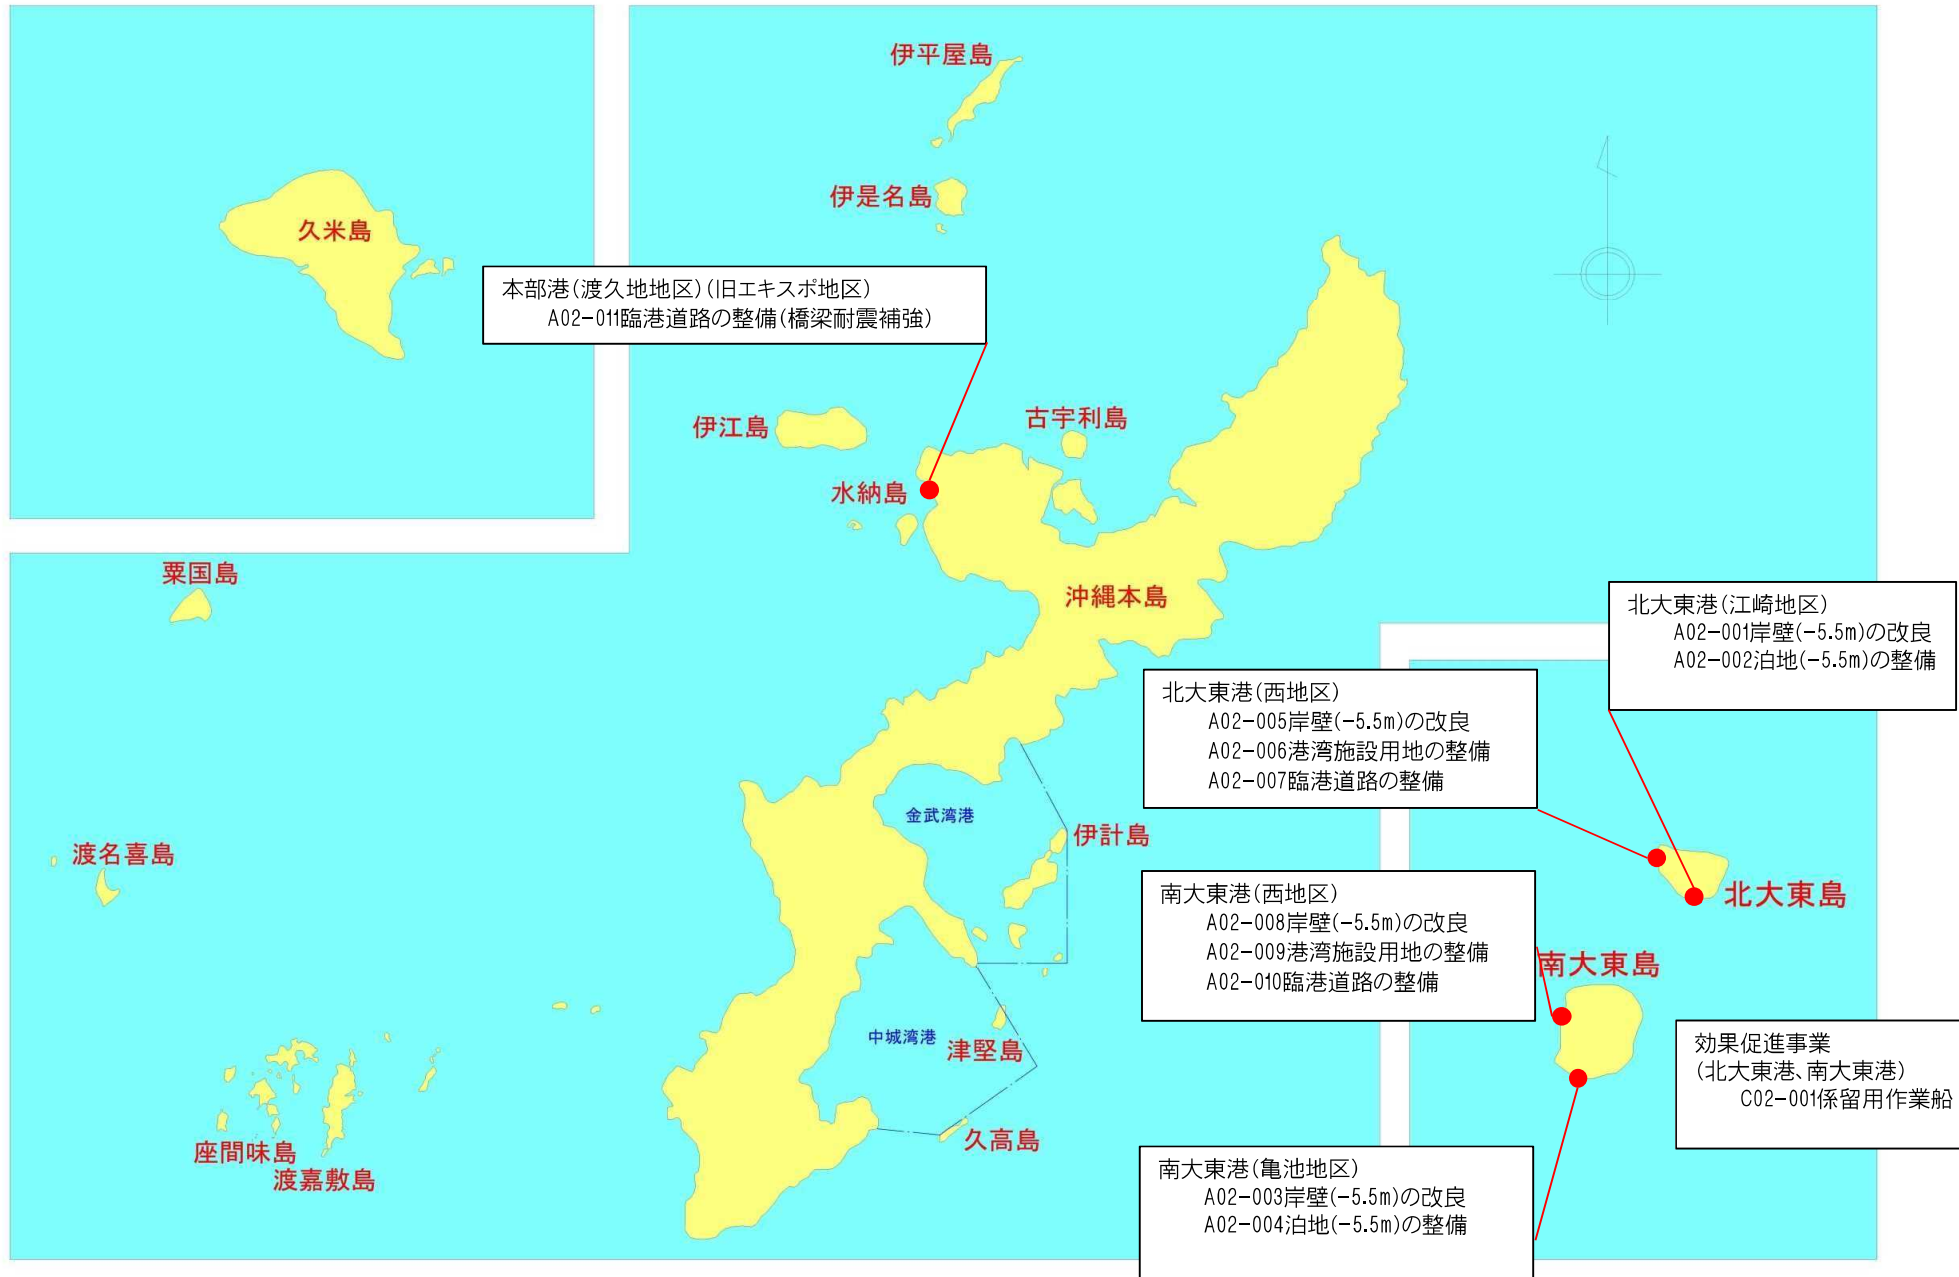 伊平屋島
伊是名島
久米島
本部港(渡久地地区)(旧エキスポ地区)
A02-011臨港道路の整備(橋梁耐震補強)
伊江島
古宇利島
水納島
粟国島
沖縄本島
北大東港(江崎地区)
A02-001岸壁(-5.5m)の改良
A02-002泊地(-5.5m)の整備
北大東港(西地区)
A02-005岸壁(-5.5m)の改良
A02-006港湾施設用地の整備
A02-007臨港道路の整備
金武湾港
伊計島
渡名喜島
北大東島
南大東港(西地区)
A02-008岸壁(-5.5m)の改良
A02-009港湾施設用地の整備
A02-010臨港道路の整備
南大東島
中城湾港
津堅島
効果促進事業
(北大東港、南大東港)
C02-001係留用作業船
久高島
座間味島
渡嘉敷島
南大東港(亀池地区)
A02-003岸壁(-5.5m)の改良
A02-004泊地(-5.5m)の整備